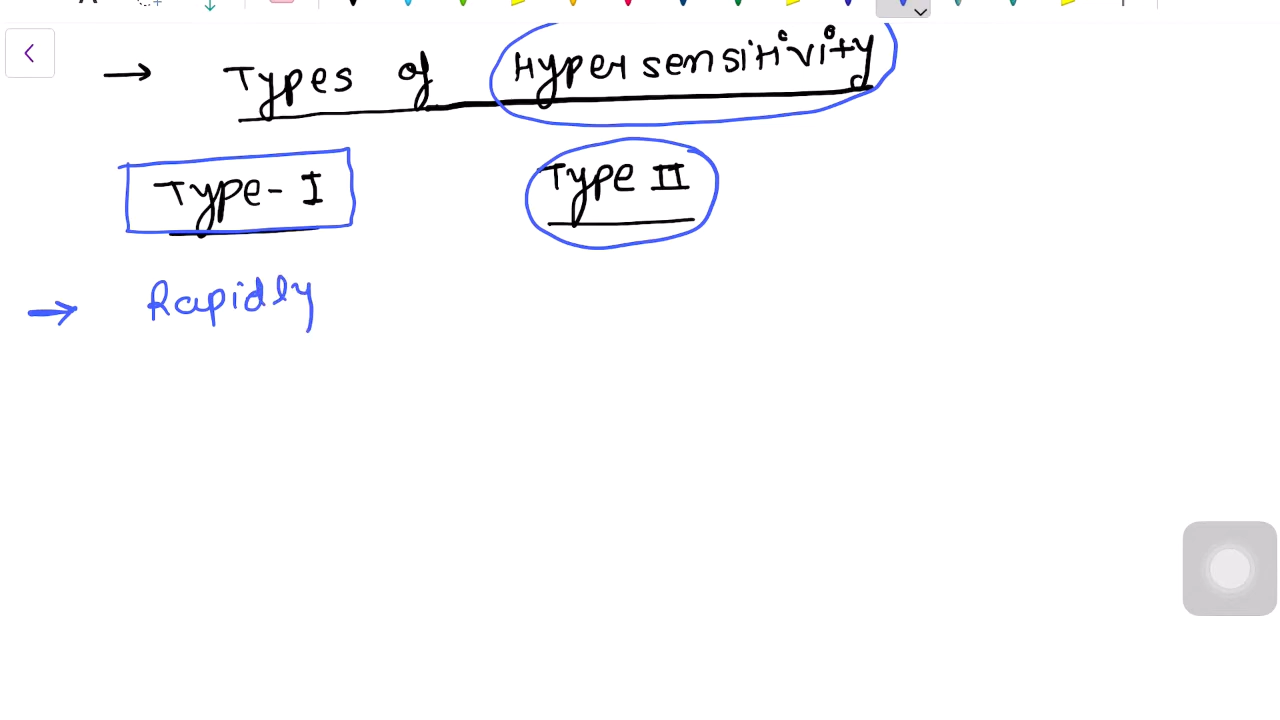 → Types of Hypersensitivity
Type-I Type II
→ Rapidly